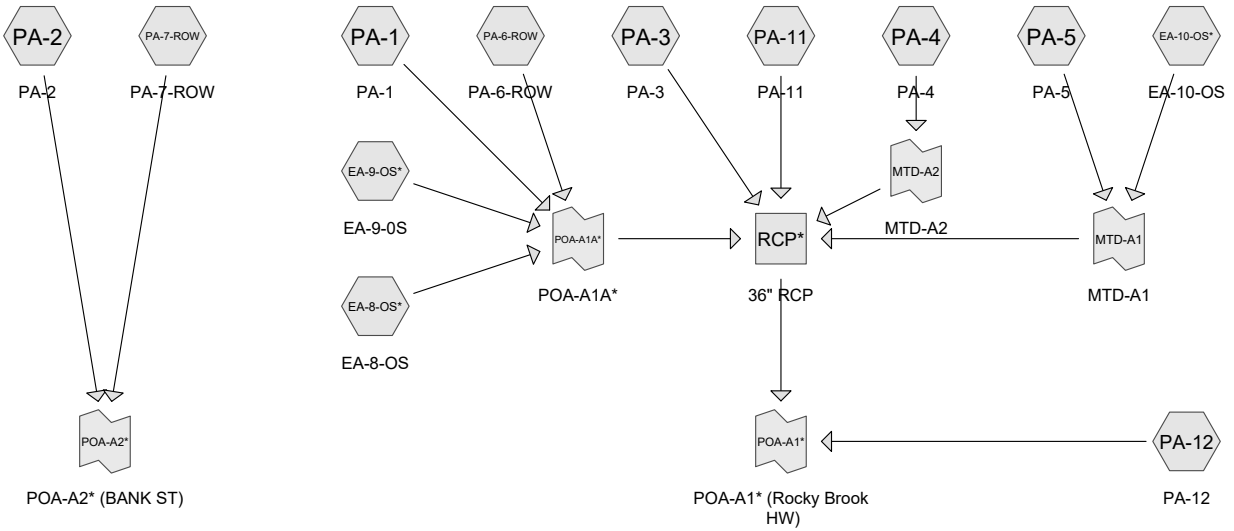 PA-2
PA-7-ROW
PA-1
PA-6-ROW
PA-3
PA-11
PA-4
PA-5
EA-10-OS*
PA-2
PA-7-ROW
PA-1
PA-6-ROW
PA-3
PA-11
PA-4
PA-5
EA-10-OS
EA-9-OS*
MTD-A2
EA-9-0S
MTD-A2
POA-A1A*
RCP*
MTD-A1
EA-8-OS*
POA-A1A*
36" RCP
MTD-A1
EA-8-OS
POA-A2*
POA-A1*
PA-12
POA-A2* (BANK ST)
POA-A1* (Rocky Brook
HW)
PA-12